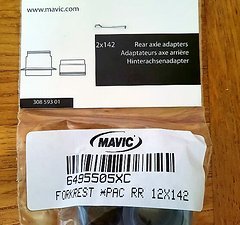 www.mavic.com
2x142
Rear axle adapters
Adaptateurs axe arrière
Hinterachsenadapter
308 593 01
MAVIC
6495505XC
FORKREST *PAC RR 12X142